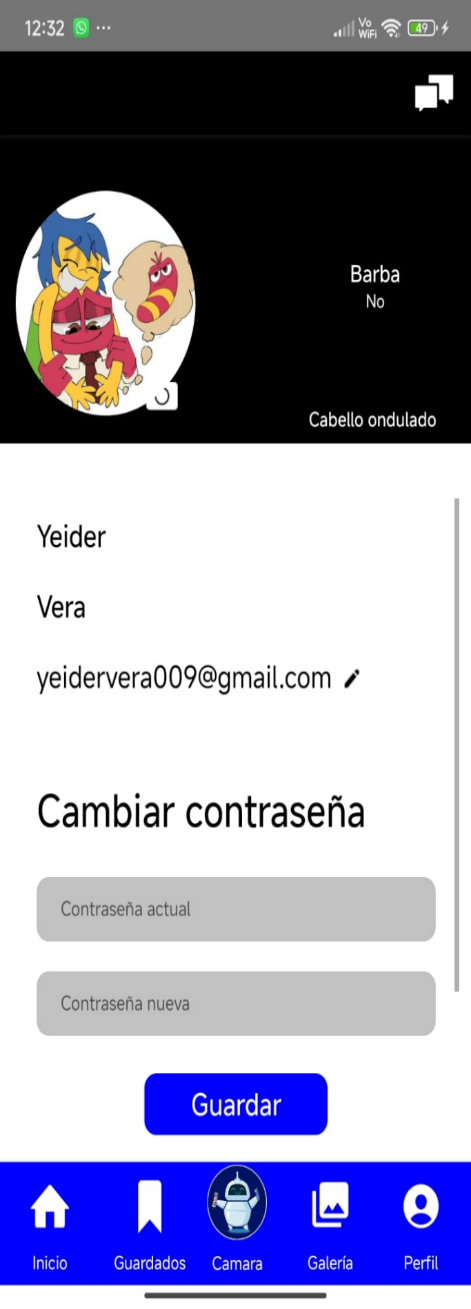 12:32
Vo
WiFi
49
Barba
No
Cabello ondulado
Yeider
Vera
yeidervera009@gmail.com
Cambiar contraseña
Contraseña actual
Contraseña nueva
Guardar
Inicio Guardados Camara Galería Perfil